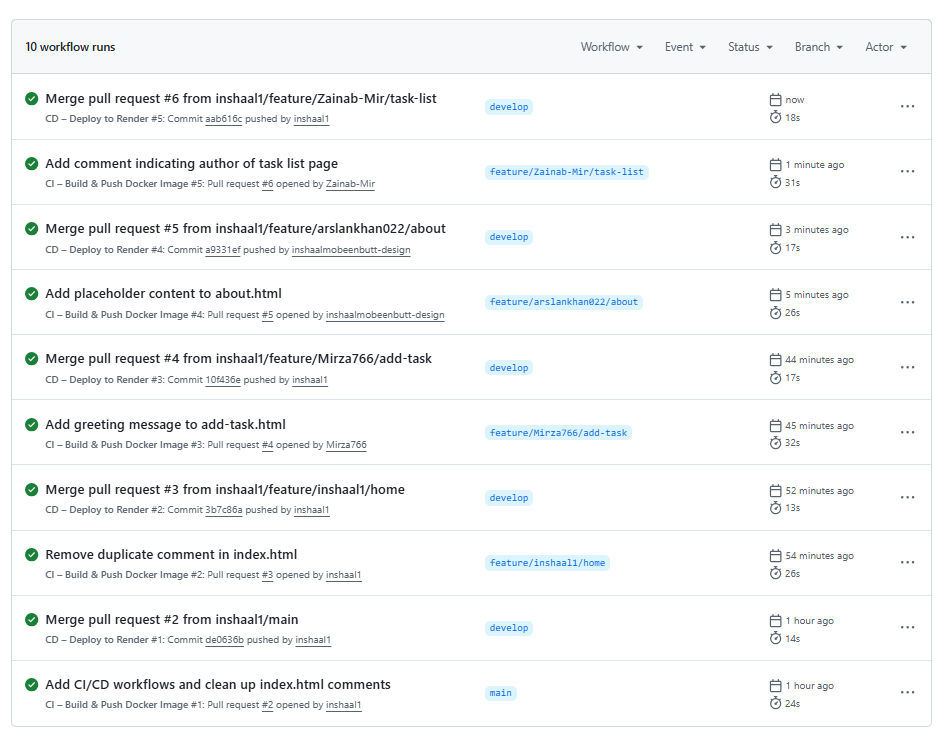 10 workflow runs Workflow Event Status Branch Actor
Merge pull request #6 from inshaal1/feature/Zainab-Mir/task-list
CD – Deploy to Render #5: Commit aab616c pushed by inshaal1
develop
now
18s
Add comment indicating author of task list page
CI – Build & Push Docker Image #5: Pull request #6 opened by Zainab-Mir
feature/Zainab-Mir/task-list
1 minute ago
31s
Merge pull request #5 from inshaal1/feature/arslankhan022/about
CD – Deploy to Render #4: Commit a9331ef pushed by inshaalmobeenbutt-design
develop
3 minutes ago
17s
Add placeholder content to about.html
CI – Build & Push Docker Image #4: Pull request #5 opened by inshaalmobeenbutt-design
feature/arslankhan022/about
5 minutes ago
26s
Merge pull request #4 from inshaal1/feature/Mirza766/add-task
CD – Deploy to Render #3: Commit 10f436e pushed by inshaal1
develop
44 minutes ago
17s
Add greeting message to add-task.html
CI – Build & Push Docker Image #3: Pull request #4 opened by Mirza766
feature/Mirza766/add-task
45 minutes ago
32s
Merge pull request #3 from inshaal1/feature/inshaal1/home
CD – Deploy to Render #2: Commit 3b7c86a pushed by inshaal1
develop
52 minutes ago
13s
Remove duplicate comment in index.html
CI – Build & Push Docker Image #2: Pull request #3 opened by inshaal1
feature/inshaal1/home
54 minutes ago
26s
Merge pull request #2 from inshaal1/main
CD – Deploy to Render #1: Commit de0636b pushed by inshaal1
develop
1 hour ago
14s
Add CI/CD workflows and clean up index.html comments
CI – Build & Push Docker Image #1: Pull request #2 opened by inshaal1
main
1 hour ago
24s